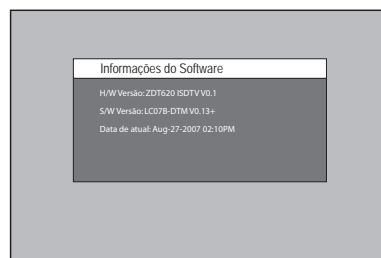 Informações do Software
H/W Versão: ZDT620 ISDTV V0.1
S/W Versão: LC07B-DTM V0.13+
Data de atual: Aug-27-2007 02:10PM